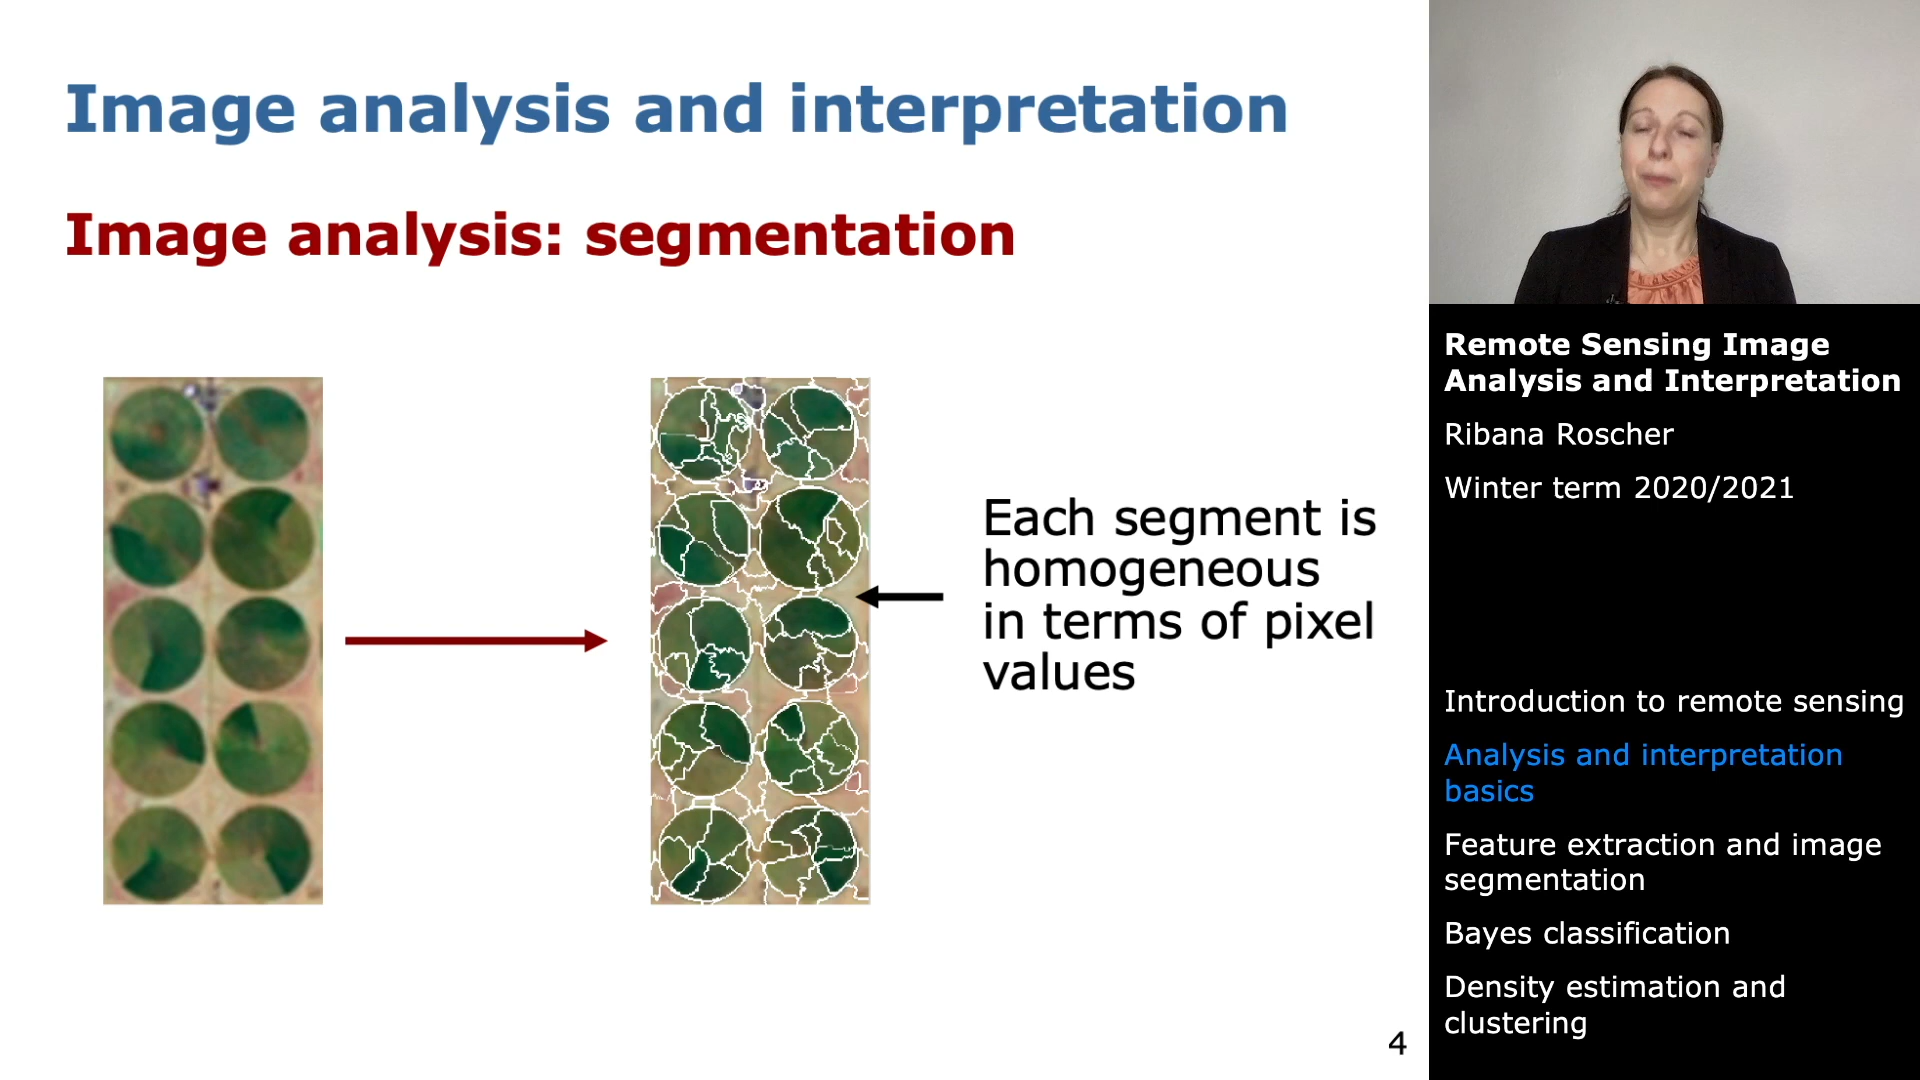 Image analysis and interpretation
Image analysis: segmentation
Each segment is
homogeneous
in terms of pixel
values
4
Remote Sensing Image
Analysis and Interpretation
Ribana Roscher
Winter term 2020/2021
Introduction to remote sensing
Analysis and interpretation
basics
Feature extraction and image
segmentation
Bayes classification
Density estimation and
clustering